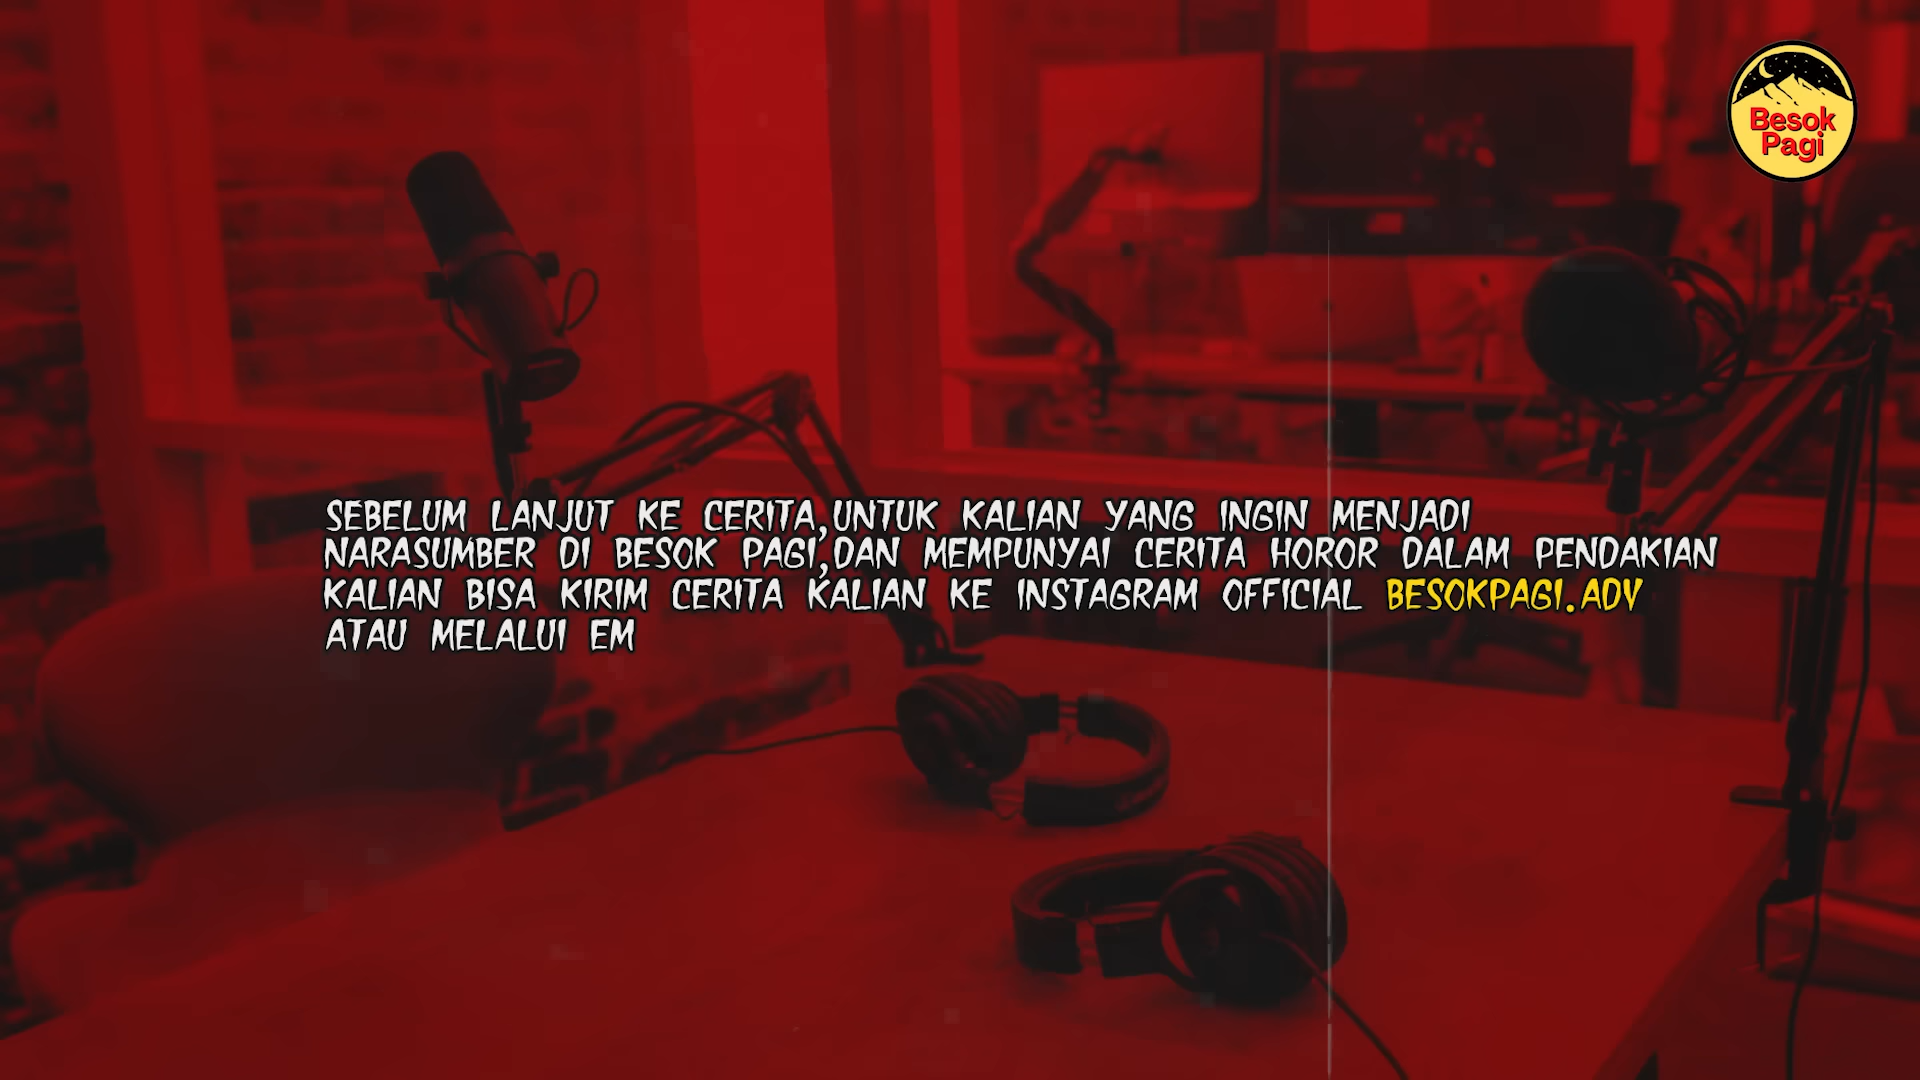 Besok
Pagi
SEBELUM LANJUT KE CERITA,UNTUK KALIAN YANG INGIN MENJADI
NARASUMBER DI BESOK PAGI,DAN MEMPUNYAI CERITA HOROR DALAM PENDAKIAN
KALIAN BISA KIRIM CERITA KALIAN KE INSTAGRAM OFFICIAL BESOKPAGI.ADV
ATAU MELALUI EM